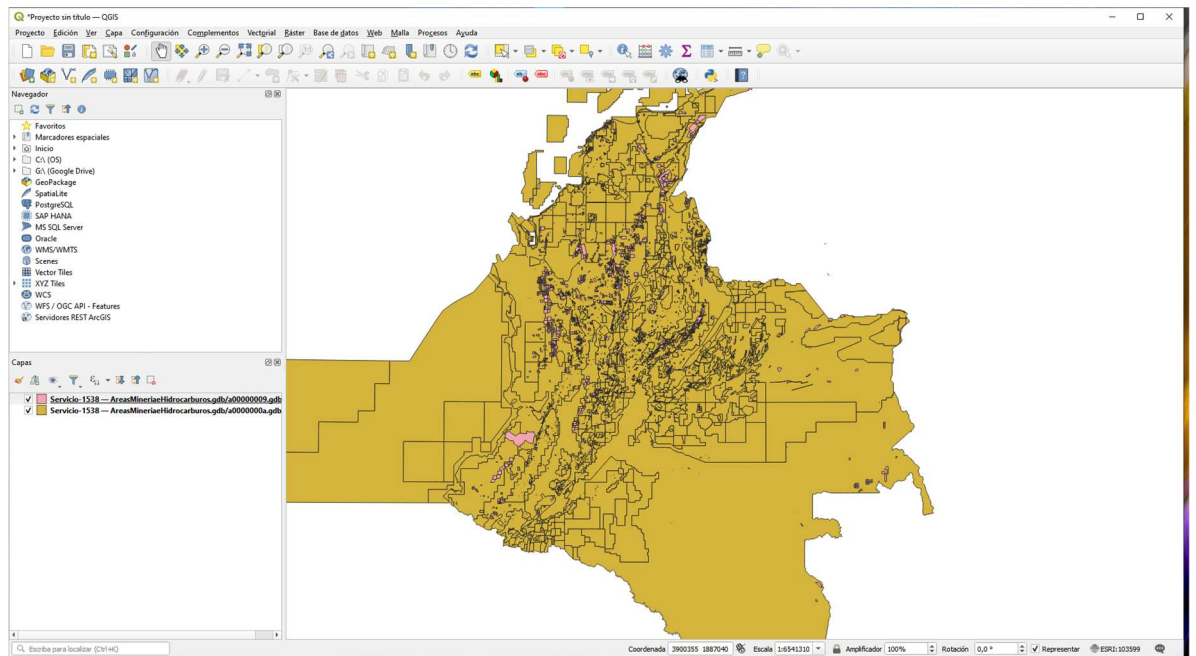 *Proyecto sin título — QGIS
Proyecto Edición Ver Capa Configuración Complementos Vectorial Ráster Base de datos Web Malla Procesos Ayuda
Navegador
Favoritos
Marcadores espaciales
Inicio
C:\ (OS)
G:\ (Google Drive)
GeoPackage
SpatiaLite
PostgreSQL
SAP HANA
MS SQL Server
Oracle
WMS/WMTS
Scenes
Vector Tiles
XYZ Tiles
WCS
WFS / OGC API - Features
Servidores REST ArcGIS
Capas
Servicio-1538 — AreasMineriaeHidrocarburos.gdb/a00000009.gdb
Servicio-1538 — AreasMineriaeHidrocarburos.gdb/a0000000a.gdb
Escriba para localizar (Ctrl+K)
Coordenada 3900355 1887040 Escala 1:6541310 Amplificador 100% Rotación 0,0 ° Representar ESRI:103599